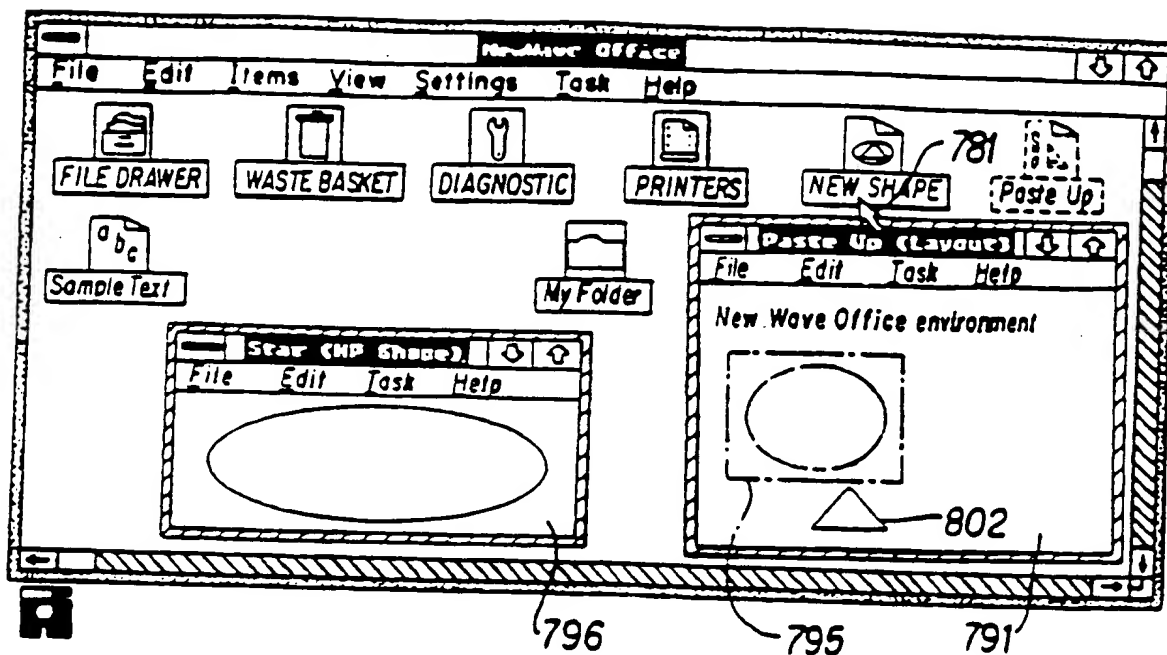 NewWave Office
File Edit Items View Settings Task Help
FILE DRAWER WASTE BASKET DIAGNOSTIC PRINTERS NEW SHAPE 781 Paste Up
abc
Sample Text My Folder
Paste Up (Layout)
File Edit Task Help
New Wave Office environment
Star (HP Shape)
File Edit Task Help
802
796 795 791